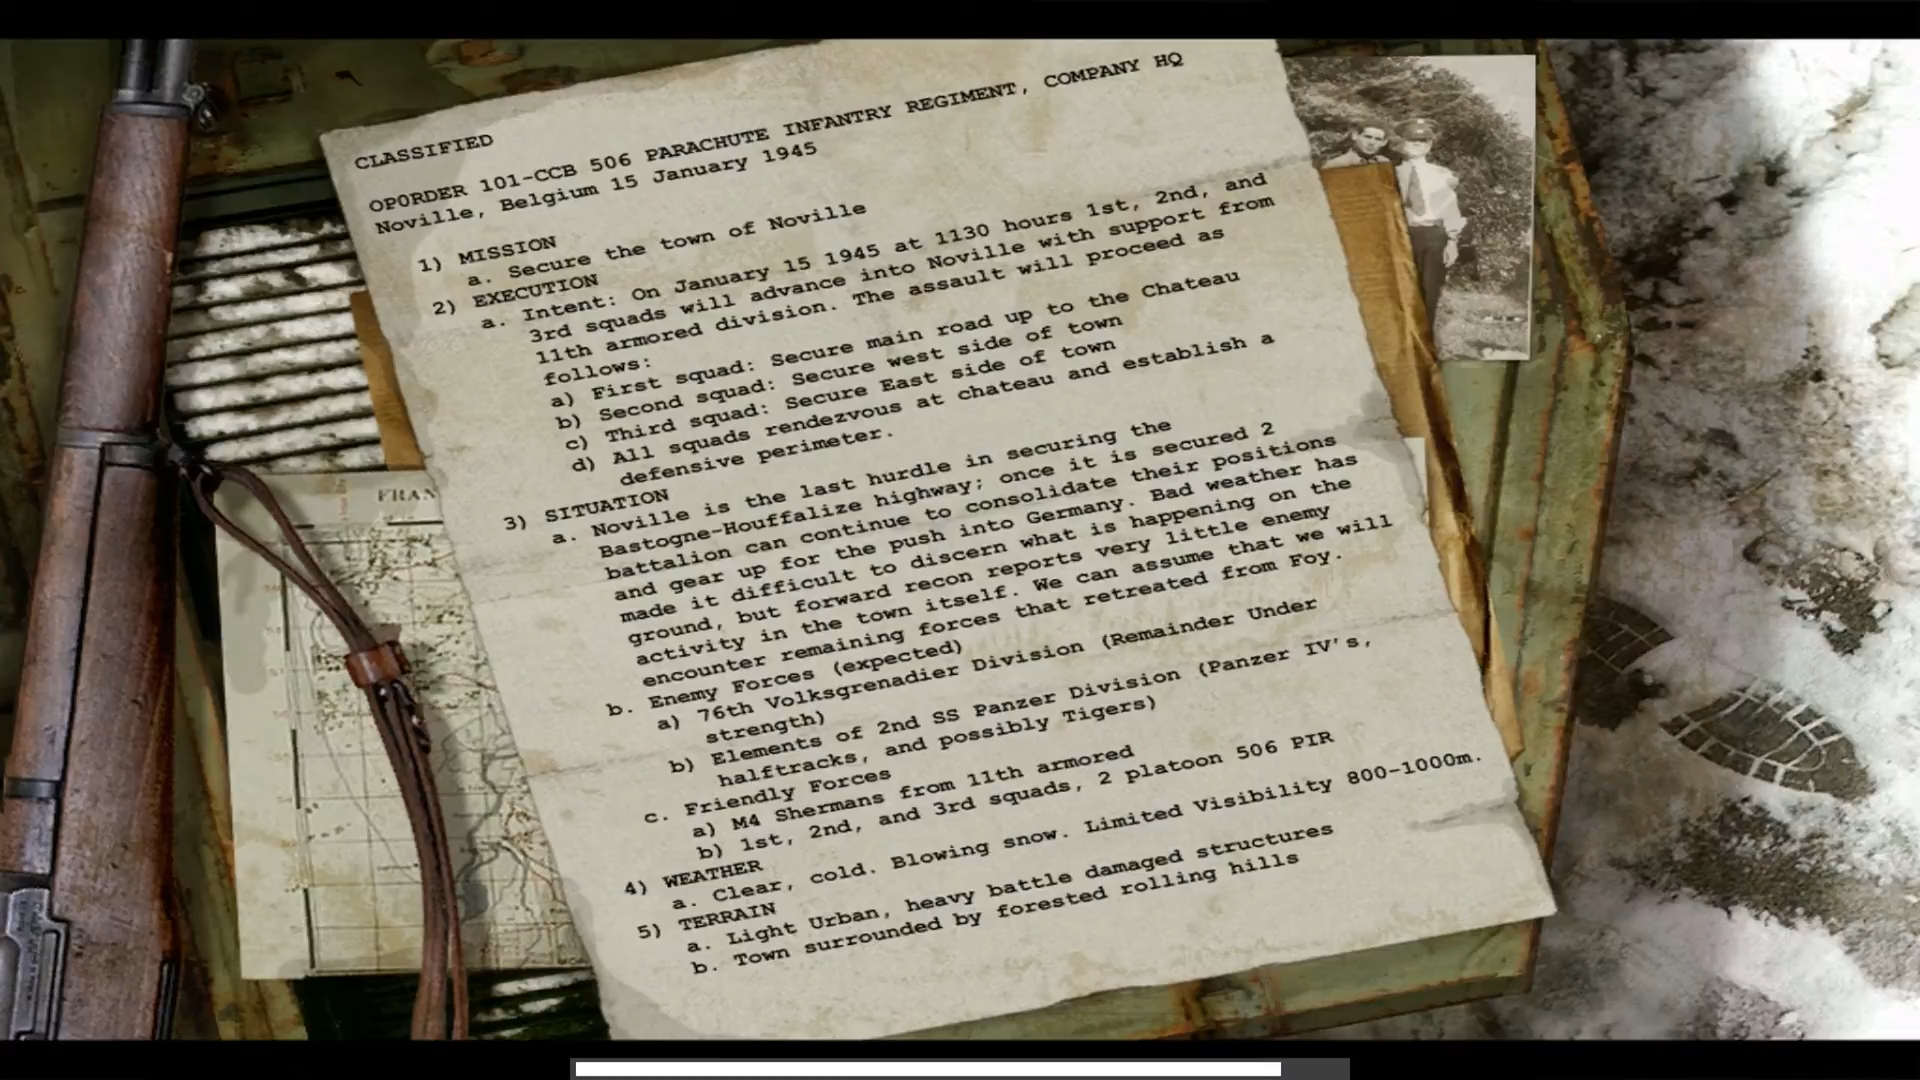 CLASSIFIED
OPORDER 101-CCB 506 PARACHUTE INFANTRY REGIMENT, COMPANY HQ
Noville, Belgium 15 January 1945
1) MISSION
a. Secure the town of Noville
2) EXECUTION
a. Intent: On January 15 1945 at 1130 hours 1st, 2nd, and
3rd squads will advance into Noville with support from
11th armored division. The assault will proceed as
follows:
a) First squad: Secure main road up to the Chateau
b) Second squad: Secure west side of town
c) Third squad: Secure East side of town
d) All squads rendezvous at chateau and establish a
defensive perimeter.
3) SITUATION
a. Noville is the last hurdle in securing the
Bastogne-Houffalize highway; once it is secured 2
battalion can continue to consolidate their positions
and gear up for the push into Germany. Bad weather has
made it difficult to discern what is happening on the
ground, but forward recon reports very little enemy
activity in the town itself. We can assume that we will
encounter remaining forces that retreated from Foy.
b. Enemy Forces (expected)
a) 76th Volksgrenadier Division (Remainder Under
strength)
b) Elements of 2nd SS Panzer Division (Panzer IV's,
halftracks, and possibly Tigers)
c. Friendly Forces
a) M4 Shermans from 11th armored
b) 1st, 2nd, and 3rd squads, 2 platoon 506 PIR
4) WEATHER
a. Clear, cold. Blowing snow. Limited Visibility 800-1000m.
5) TERRAIN
a. Light Urban, heavy battle damaged structures
b. Town surrounded by forested rolling hills
FRAN